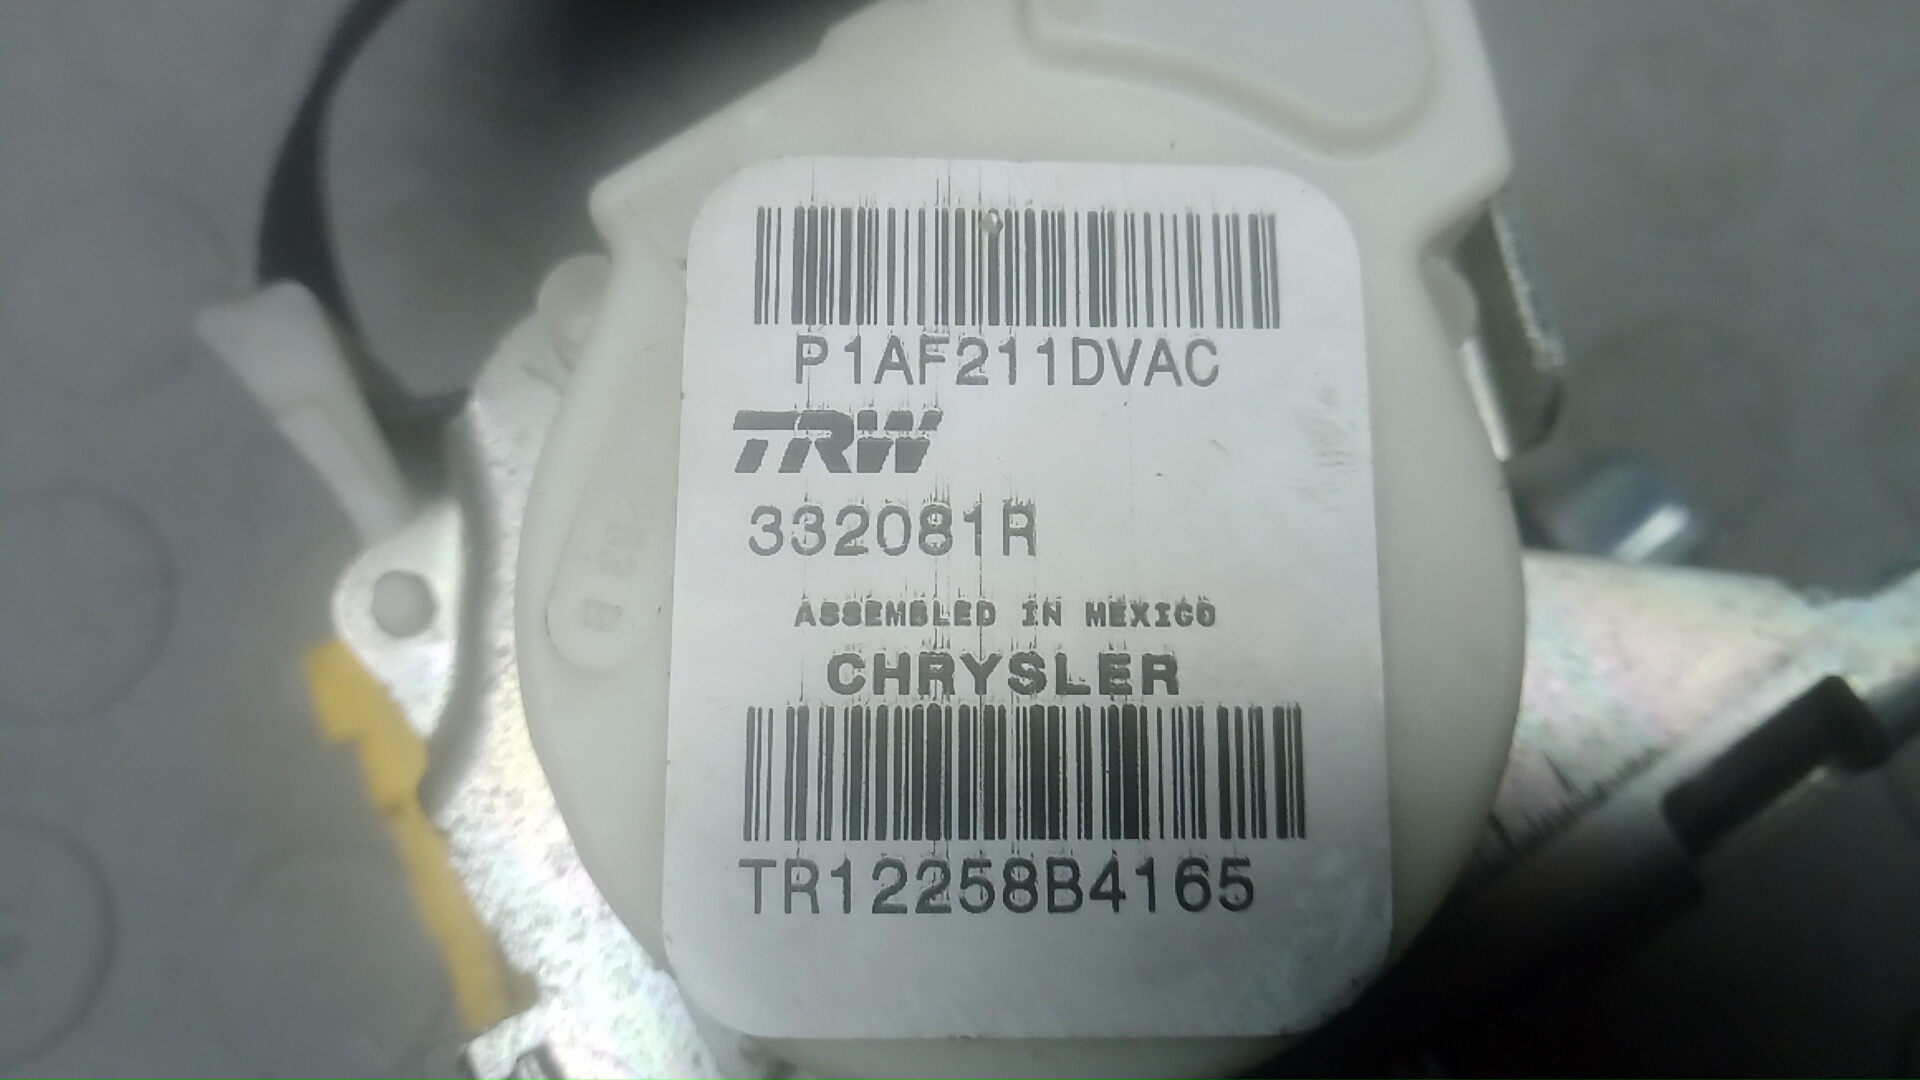 P1AF211DVAC
TRW
332081R
ASSEMBLED IN MEXICO
CHRYSLER
TR12258B4165